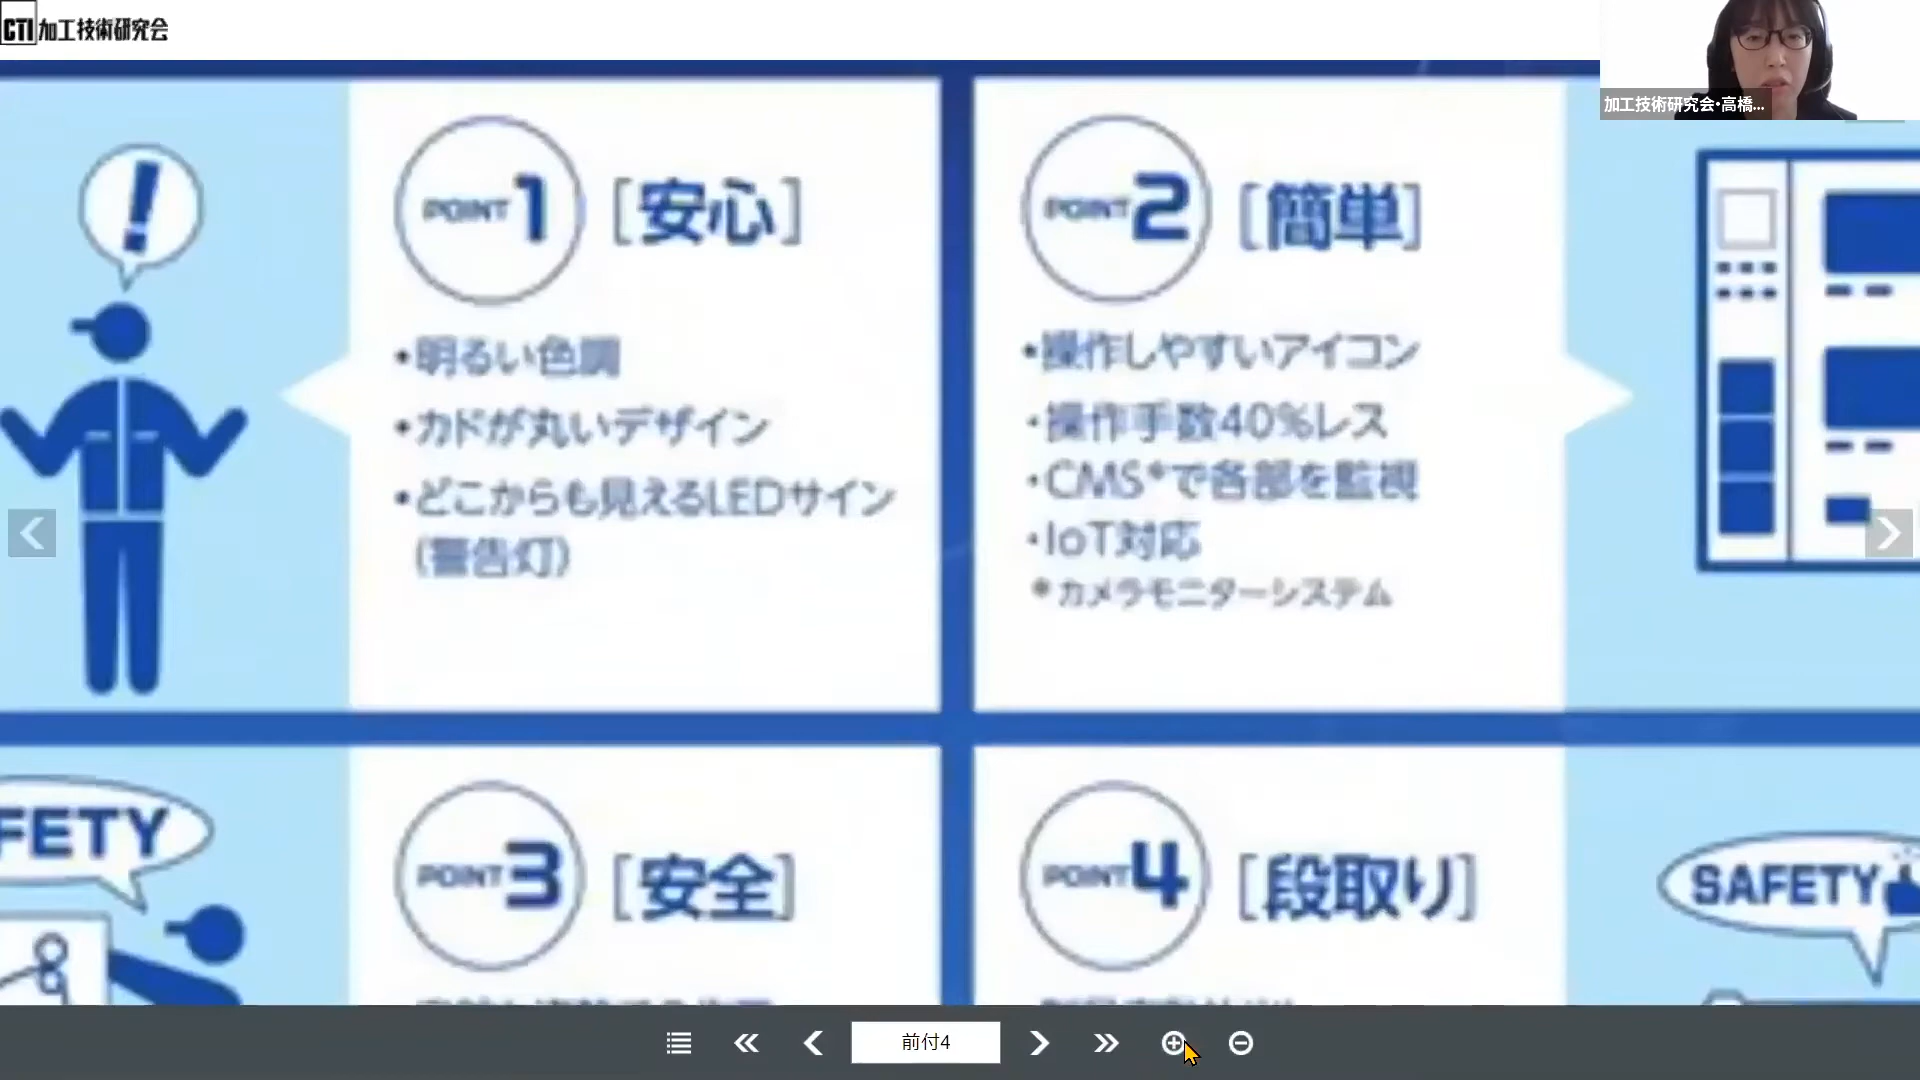 CTI 加工技術研究会
加工技術研究会・高橋...
POINT 1 [安心]
・明るい色調
・カドが丸いデザイン
・どこからも見えるLEDサイン
(警告灯)
POINT 2 [簡単]
・操作しやすいアイコン
・操作手数40%レス
・CMS*で各部を監視
・IoT対応
*カメラモニターシステム
FETY
POINT 3 [安全]
POINT 4 [段取り]
SAFETY
前付4